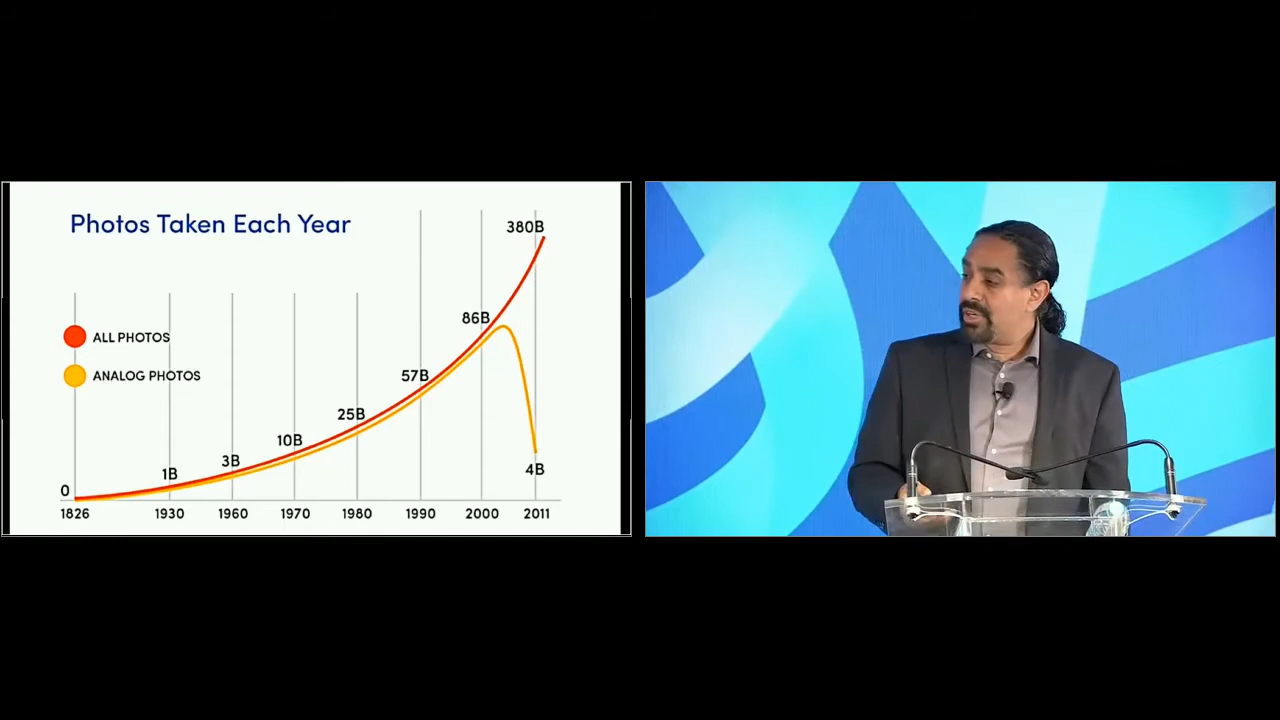 Photos Taken Each Year
380B
86B
ALL PHOTOS
ANALOG PHOTOS
57B
25B
10B
3B
1B
0
4B
1826 1930 1960 1970 1980 1990 2000 2011